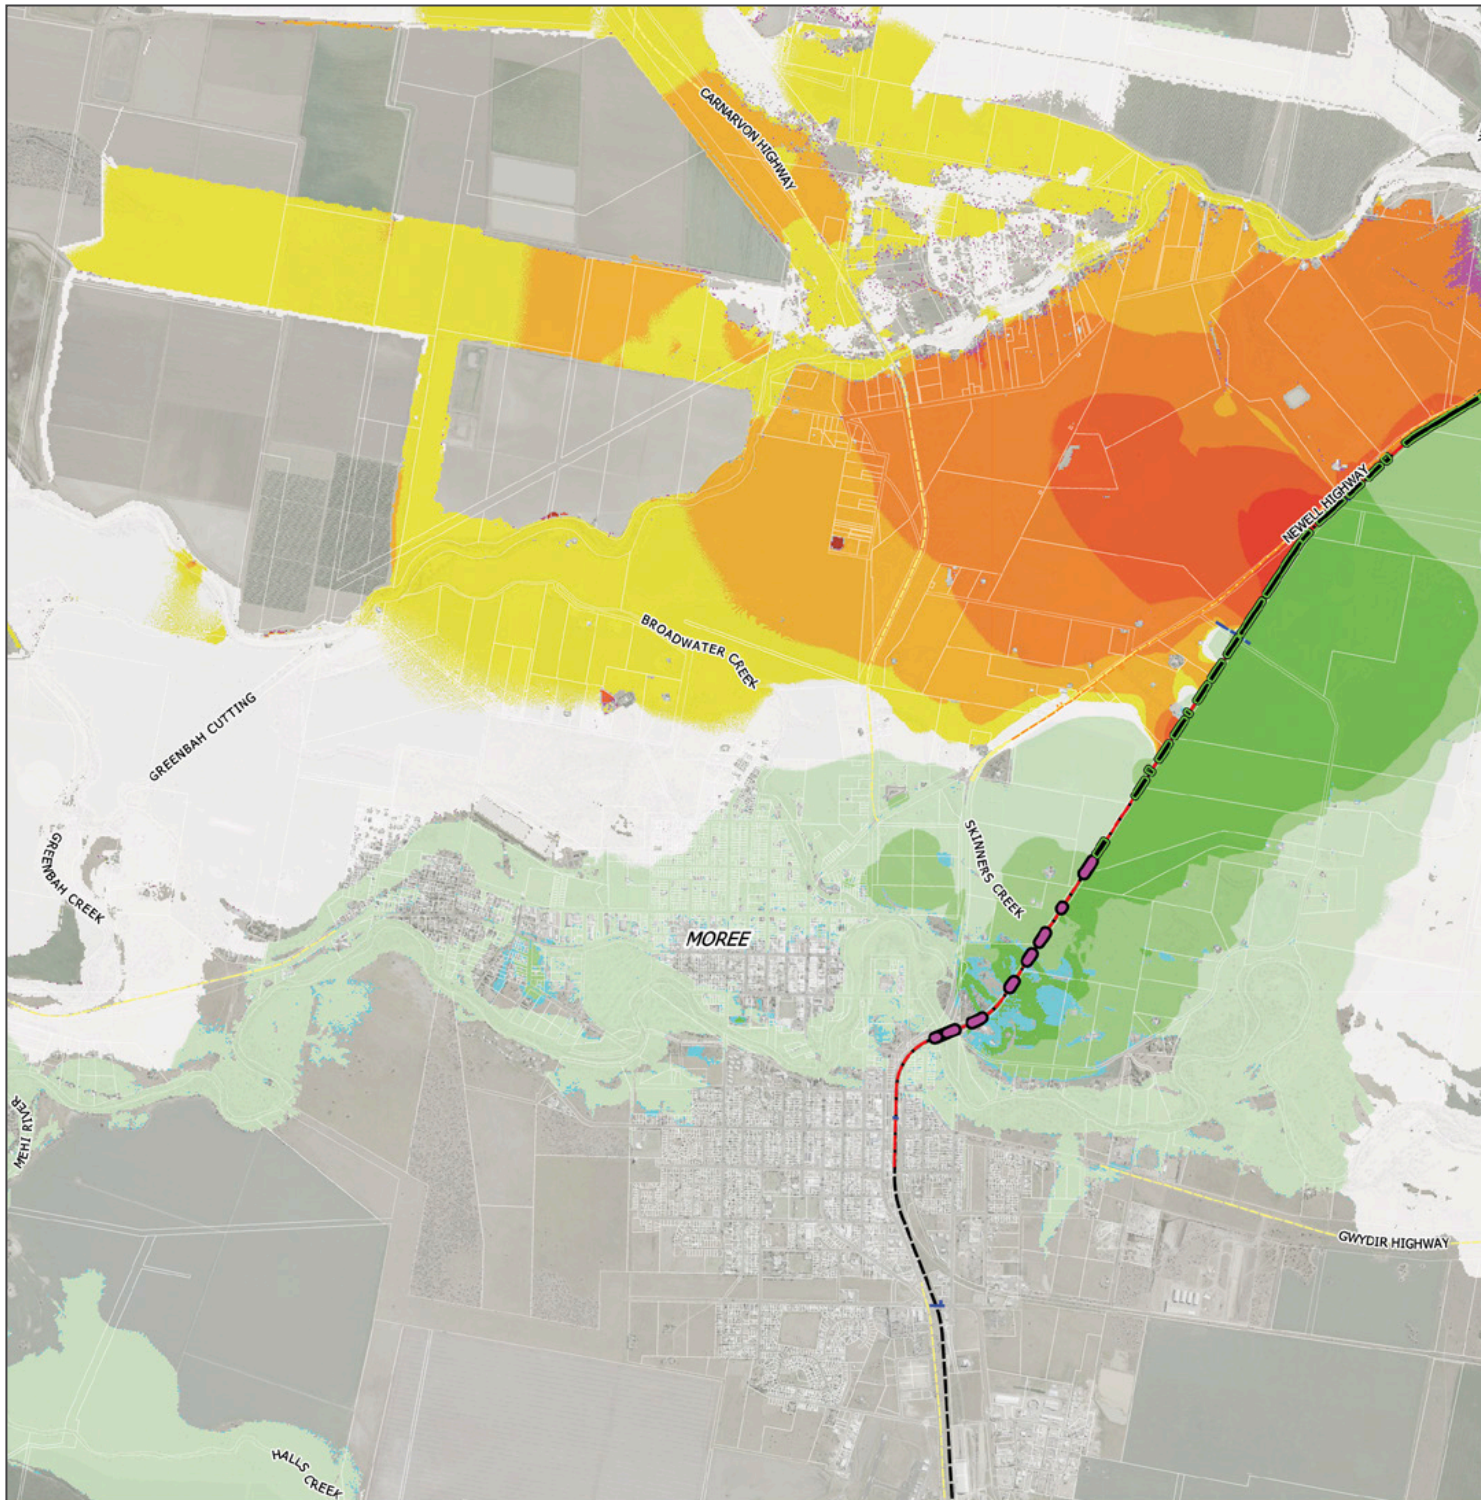 CARNARVON HIGHWAY
NEWELL HIGHWAY
BROADWATER CREEK
GREENBAH CUTTING
GREENBAH CREEK
SKINNERS CREEK
MOREE
MEHI RIVER
GWYDIR HIGHWAY
HALLS
CREEK